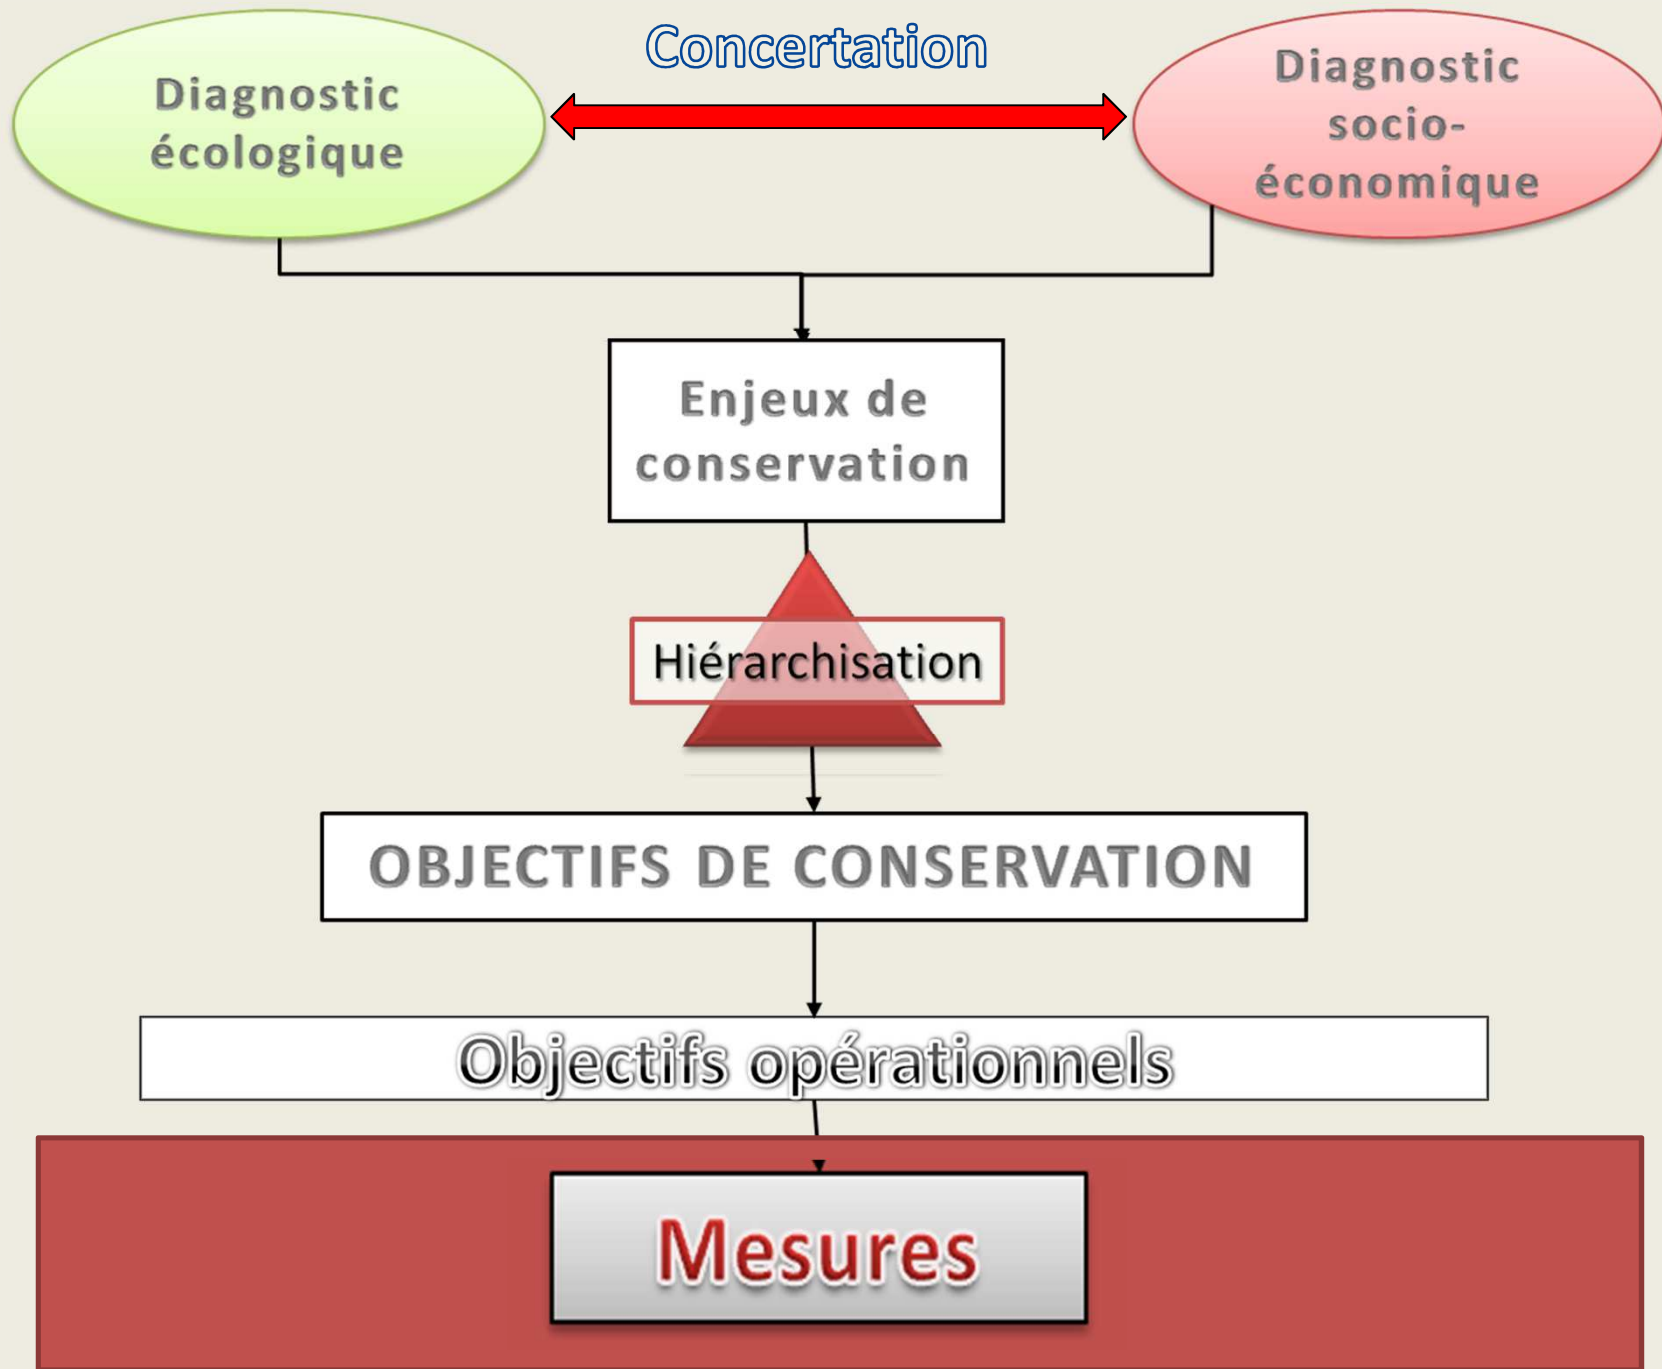 Concertation
Diagnostic
écologique
Diagnostic
socio-
économique
Enjeux de
conservation
Hiérarchisation
OBJECTIFS DE CONSERVATION
Objectifs opérationnels
Mesures